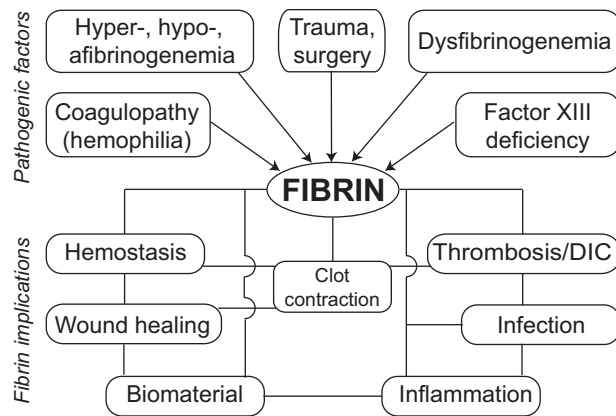 Pathogenic factors
Hyper-, hypo-,
afibrinogenemia
Trauma,
surgery
Dysfibrinogenemia
Coagulopathy
(hemophilia)
Factor XIII
deficiency
FIBRIN
Fibrin implications
Hemostasis
Thrombosis/DIC
Clot
contraction
Wound healing
Infection
Biomaterial
Inflammation